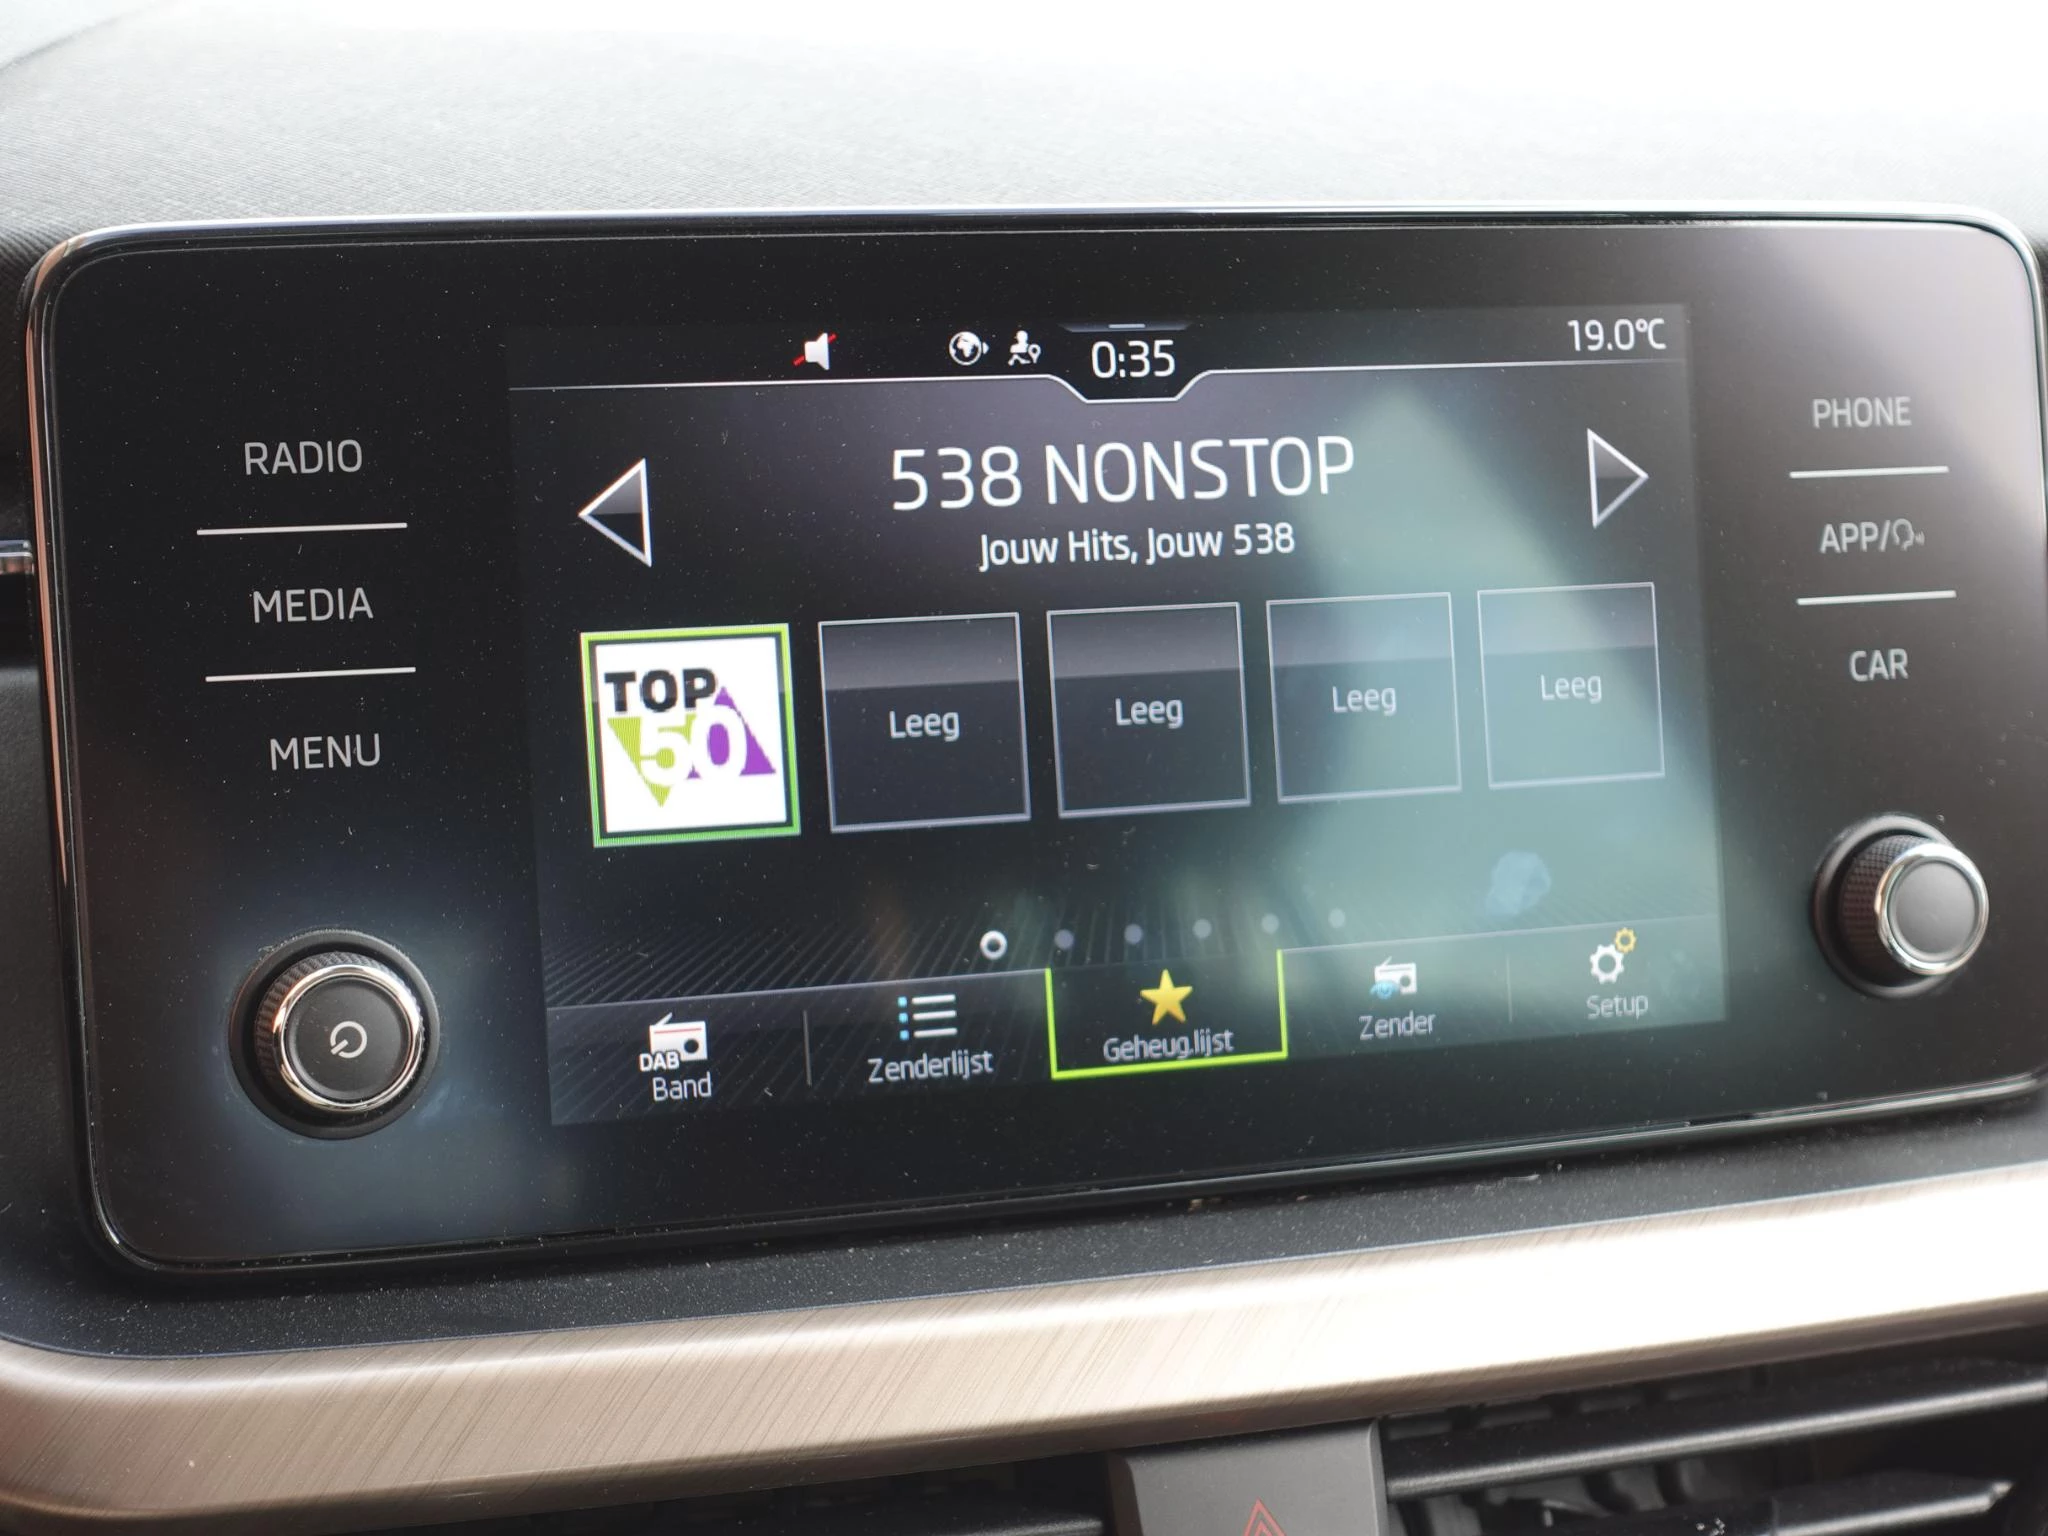 0:35
19.0°C
RADIO
MEDIA
MENU
538 NONSTOP
Jouw Hits, Jouw 538
TOP
50
Leeg
Leeg
Leeg
Leeg
DAB
Band
Zenderlijst
Geheug.lijst
Zender
Setup
PHONE
APP/
CAR